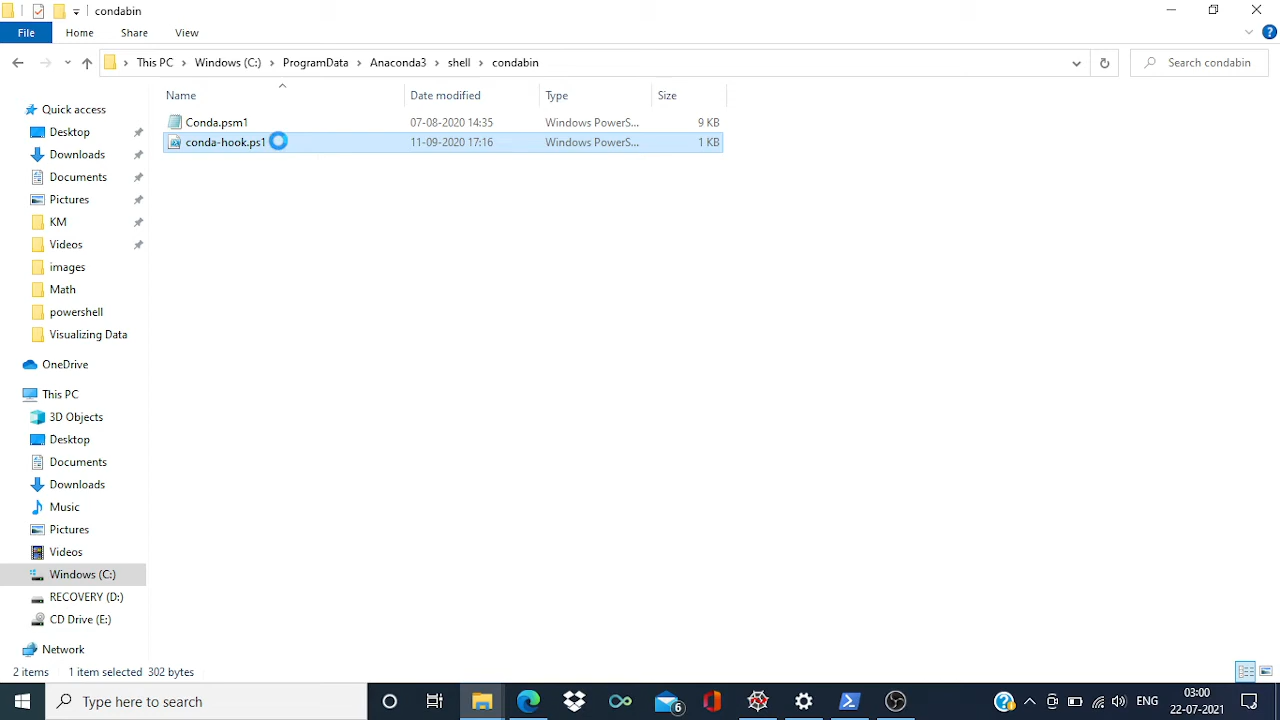 condabin
File Home Share View
This PC Windows (C:) ProgramData Anaconda3 shell condabin Search condabin
Name Date modified Type Size
Conda.psm1 07-08-2020 14:35 Windows PowerS... 9 KB
conda-hook.ps1 11-09-2020 17:16 Windows PowerS... 1 KB
Quick access
Desktop
Downloads
Documents
Pictures
KM
Videos
images
Math
powershell
Visualizing Data
OneDrive
This PC
3D Objects
Desktop
Documents
Downloads
Music
Pictures
Videos
Windows (C:)
RECOVERY (D:)
CD Drive (E:)
Network
2 items 1 item selected 302 bytes
Type here to search 6 ENG 03:00
22-07-2021